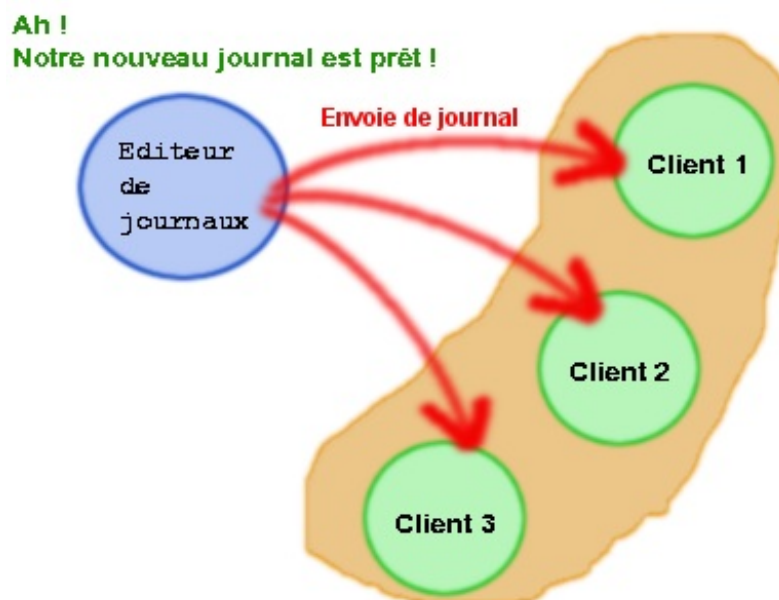 Ah !
Notre nouveau journal est prêt !
Envoie de journal
Editeur
de
journaux
Client 1
Client 2
Client 3